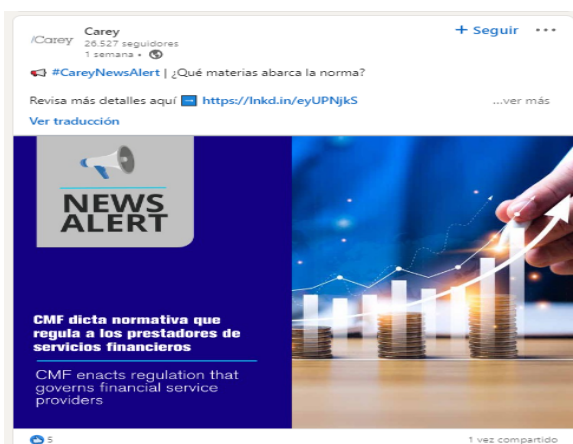 /Carey
Carey
26.527 seguidores
1 semana •
+ Seguir ...
#CareyNewsAlert | ¿Qué materias abarca la norma?
Revisa más detalles aquí ➡ https://lnkd.in/eyUPNjkS
...ver más
Ver traducción
NEWS
ALERT
CMF dicta normativa que
regula a los prestadores de
servicios financieros
CMF enacts regulation that
governs financial service
providers
5
1 vez compartido